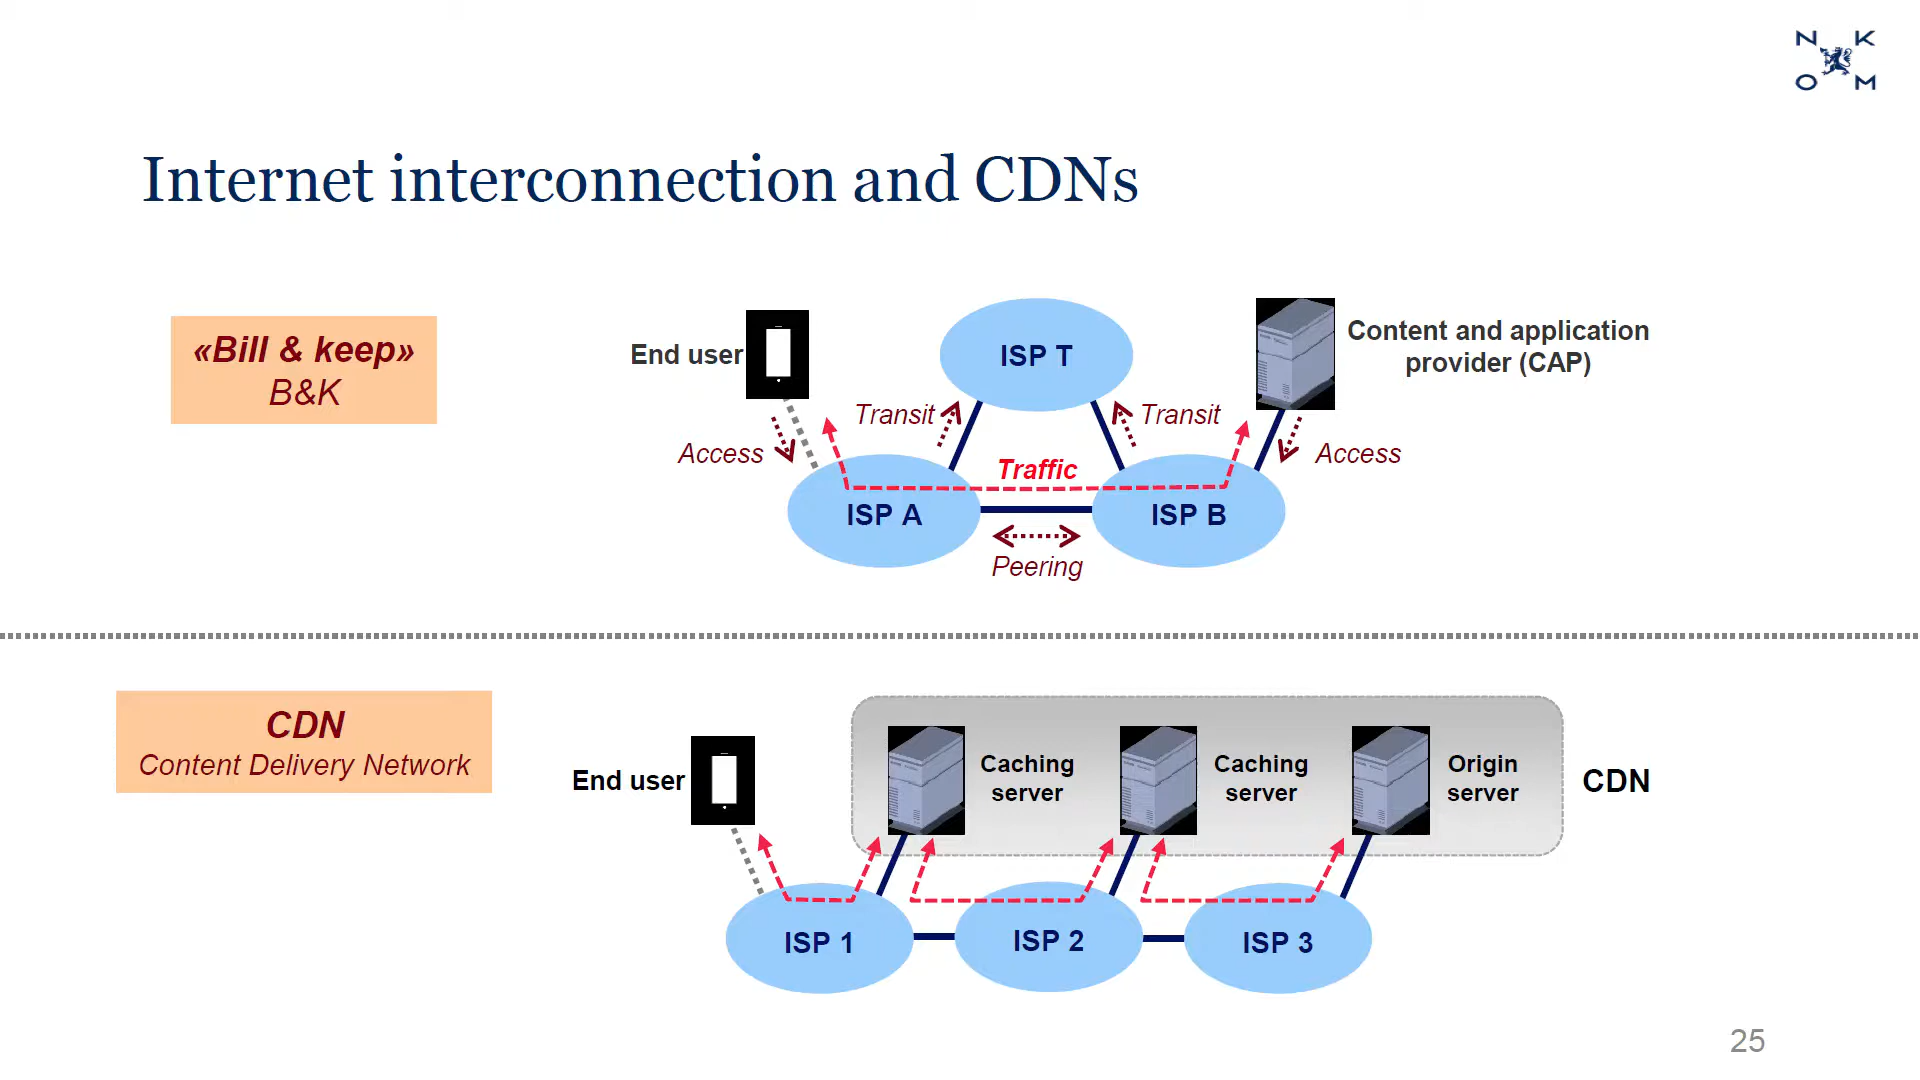 N K
O M
Internet interconnection and CDNs
«Bill & keep»
B&K
End user
ISP T
Content and application
provider (CAP)
Transit
Transit
Access
Traffic
Access
ISP A
ISP B
Peering
CDN
Content Delivery Network
End user
Caching
server
Caching
server
Origin
server
CDN
ISP 1
ISP 2
ISP 3
25